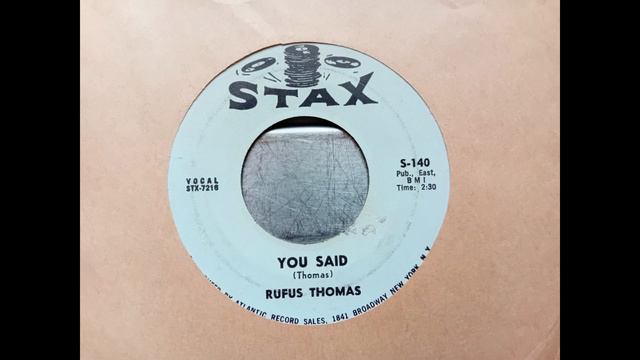 STAX
VOCAL
STX-7216
S-140
Pub., East,
BMI
Time: 2:30
YOU SAID
(Thomas)
RUFUS THOMAS
BY ATLANTIC RECORD SALES, 1841 BROADWAY NEW YORK, N.Y.